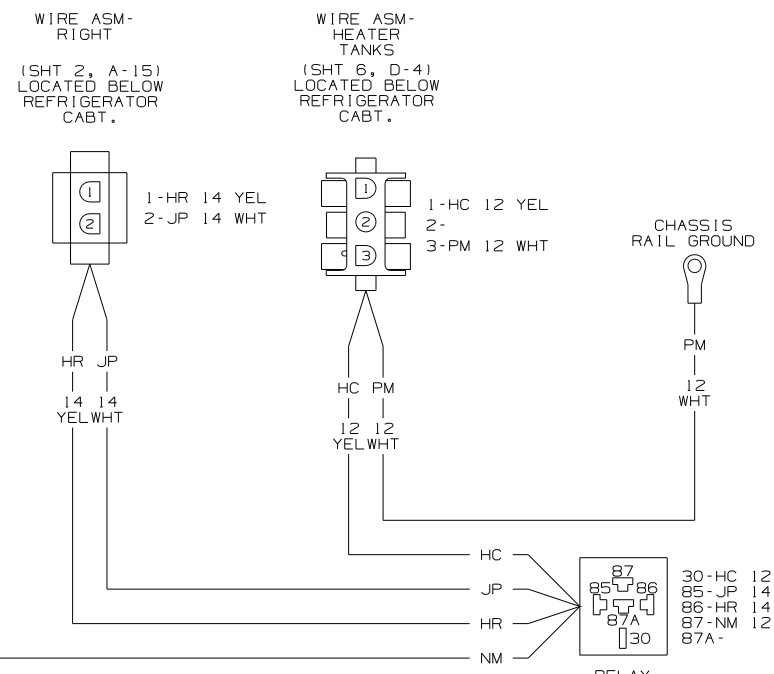 WIRE ASM-
RIGHT
(SHT 2, A-15)
LOCATED BELOW
REFRIGERATOR
CABT.
WIRE ASM-
HEATER
TANKS
(SHT 6, D-4)
LOCATED BELOW
REFRIGERATOR
CABT.
1
2
1-HR 14 YEL
2-JP 14 WHT
1
2
3
1-HC 12 YEL
2-
3-PM 12 WHT
CHASSIS
RAIL GROUND
HR JP
14 14
YEL WHT
HC PM
12 12
YEL WHT
PM
12
WHT
HC
JP
HR
NM
87
85 86
87A
30
30-HC 12
85-JP 14
86-HR 14
87-NM 12
87A-
RELAY